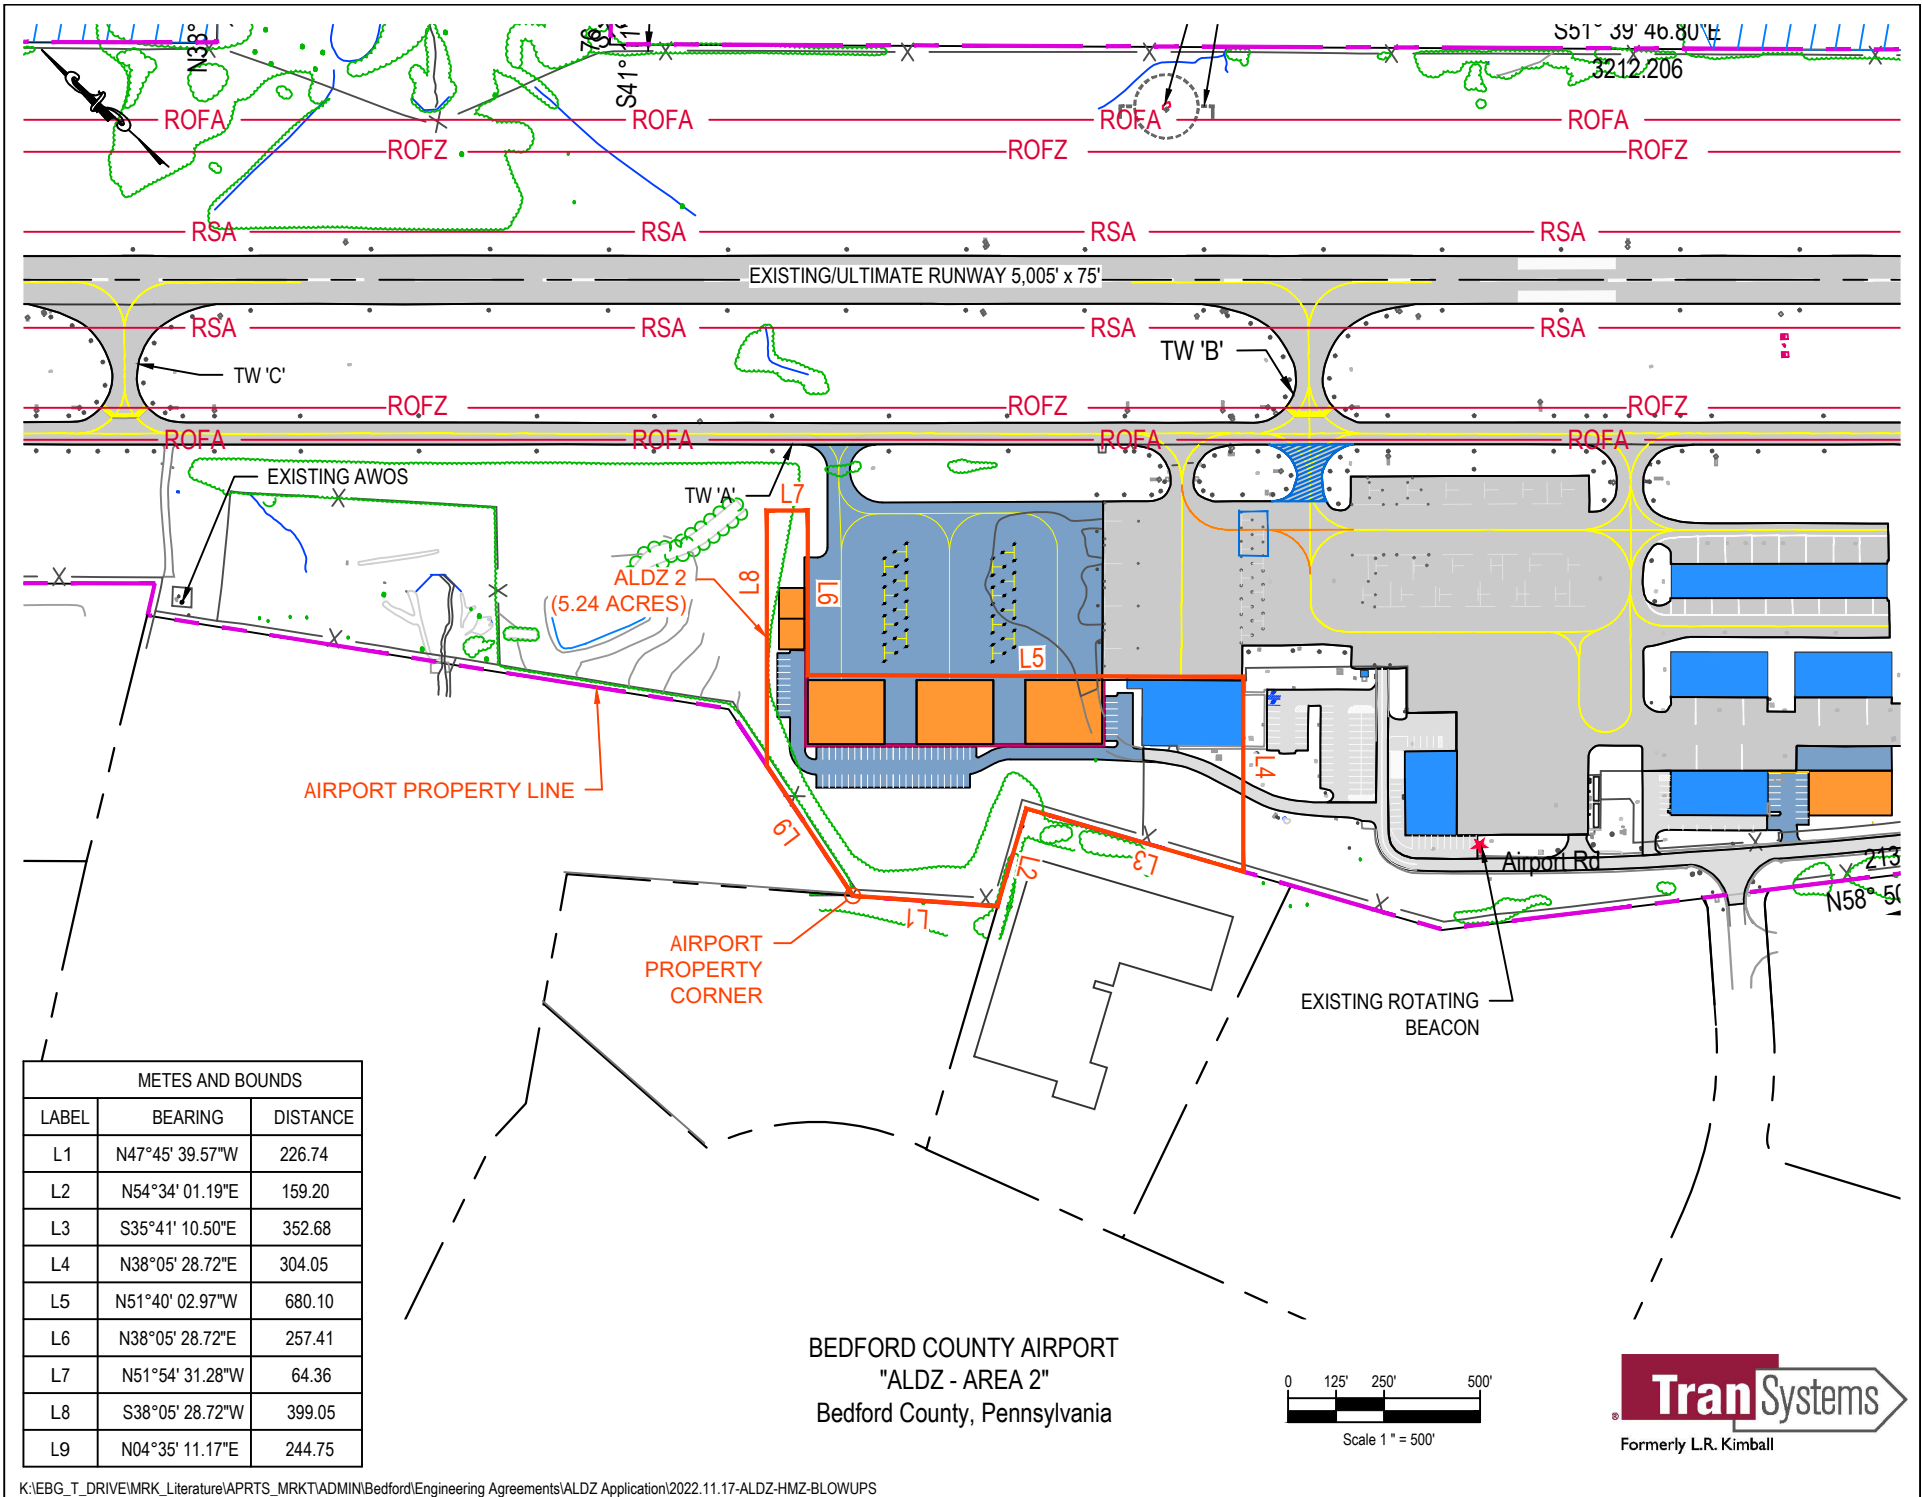 N38°
76
S41°
S51° 39' 46.80"E
3212.206
ROFA ROFA ROFA ROFA
ROFZ ROFZ ROFZ
RSA RSA RSA RSA
EXISTING/ULTIMATE RUNWAY 5,005' x 75'
RSA RSA RSA RSA
TW 'B'
TW 'C'
ROFZ ROFZ ROFZ
ROFA ROFA ROFA ROFA
EXISTING AWOS
TW 'A'
L7
ALDZ 2
(5.24 ACRES)
L8
L6
L5
L4
AIRPORT PROPERTY LINE
L9
L2
L3
L1
Airport Rd
213
N58° 50
AIRPORT
PROPERTY
CORNER
EXISTING ROTATING
BEACON
METES AND BOUNDS
LABEL BEARING DISTANCE
L1 N47°45' 39.57"W 226.74
L2 N54°34' 01.19"E 159.20
L3 S35°41' 10.50"E 352.68
L4 N38°05' 28.72"E 304.05
L5 N51°40' 02.97"W 680.10
L6 N38°05' 28.72"E 257.41
L7 N51°54' 31.28"W 64.36
L8 S38°05' 28.72"W 399.05
L9 N04°35' 11.17"E 244.75
BEDFORD COUNTY AIRPORT
"ALDZ - AREA 2"
Bedford County, Pennsylvania
0 125' 250' 500'
Scale 1 " = 500'
TranSystems
®
Formerly L.R. Kimball
K:\EBG_T_DRIVE\MRK_Literature\APRTS_MRKT\ADMIN\Bedford\Engineering Agreements\ALDZ Application\2022.11.17-ALDZ-HMZ-BLOWUPS